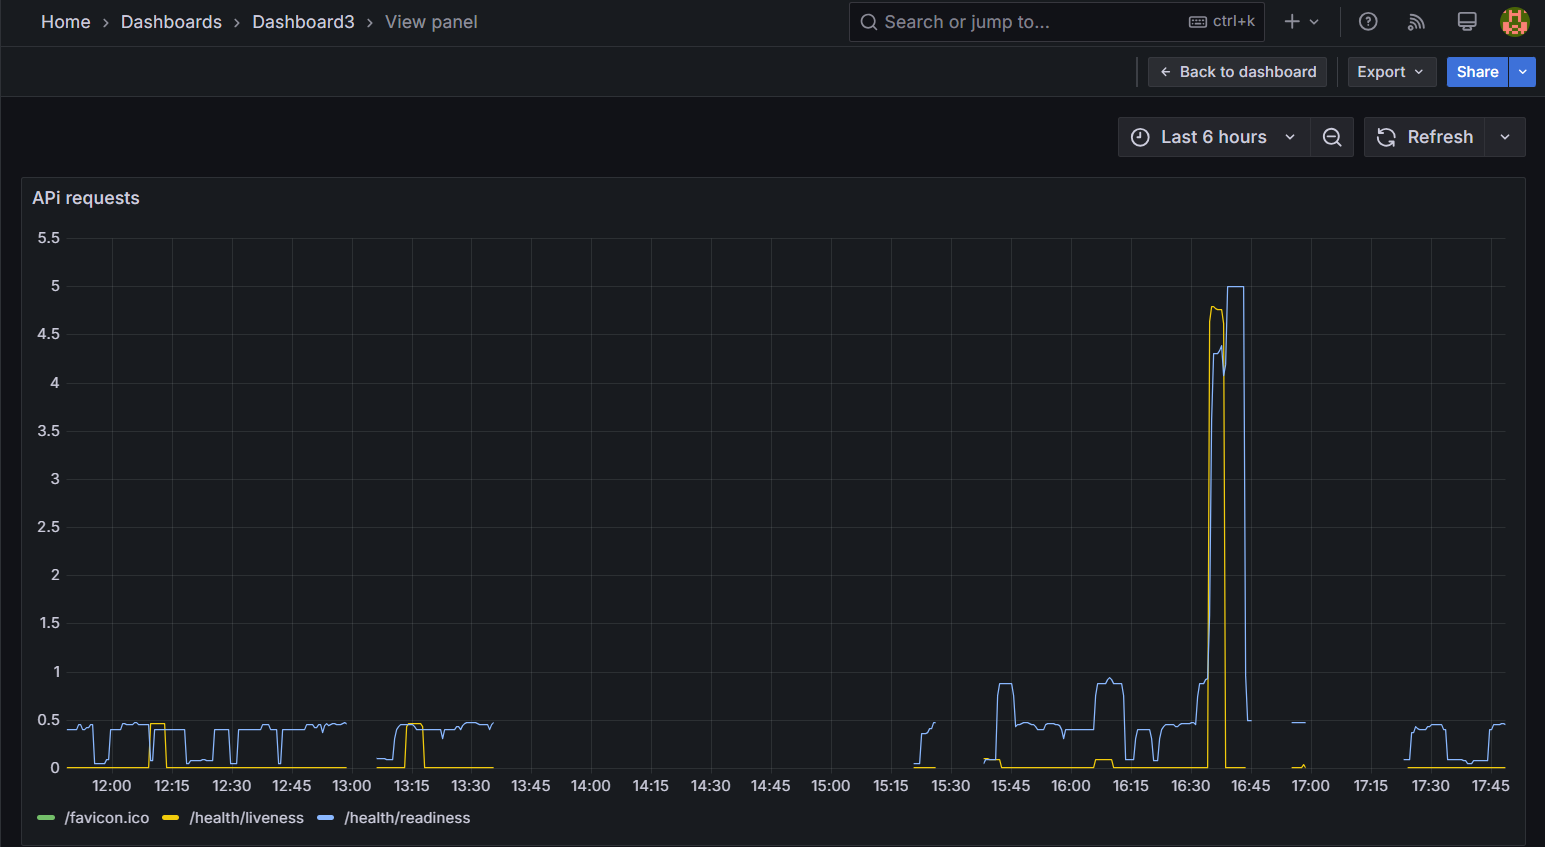 Home › Dashboards › Dashboard3 › View panel
Search or jump to... ctrl+k
Back to dashboard
Export
Share
Last 6 hours
Refresh
APi requests
5.5
5
4.5
4
3.5
3
2.5
2
1.5
1
0.5
0
12:00 12:15 12:30 12:45 13:00 13:15 13:30 13:45 14:00 14:15 14:30 14:45 15:00 15:15 15:30 15:45 16:00 16:15 16:30 16:45 17:00 17:15 17:30 17:45
/favicon.ico /health/liveness /health/readiness